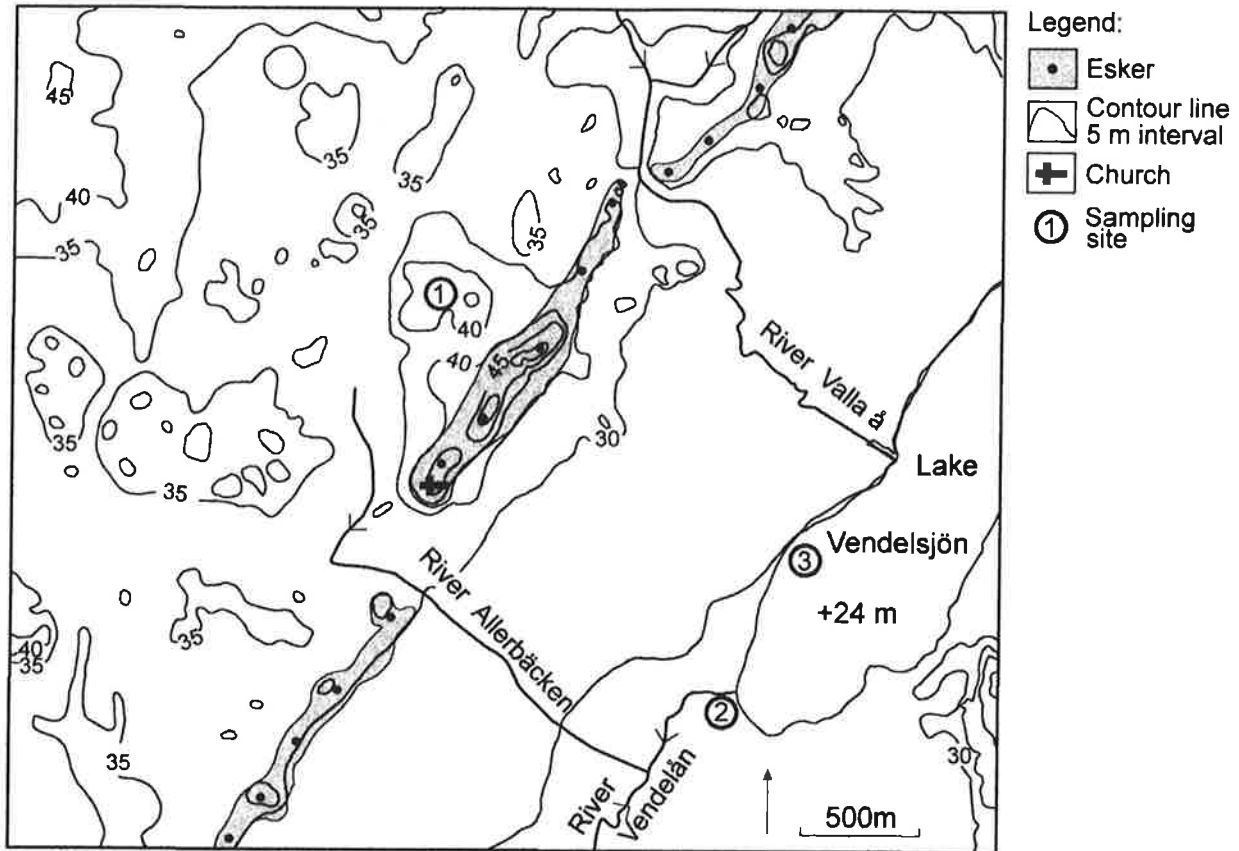 Legend:
Esker
Contour line
5 m interval
Church
1 Sampling
site
45
35
35
40
35
35
35
1
40
40
45
River Valla å
30
35
35
Lake
Vendelsjön
3
+24 m
River Allerbäcken
35
40
35
2
35
30
River
Vendelån
500m